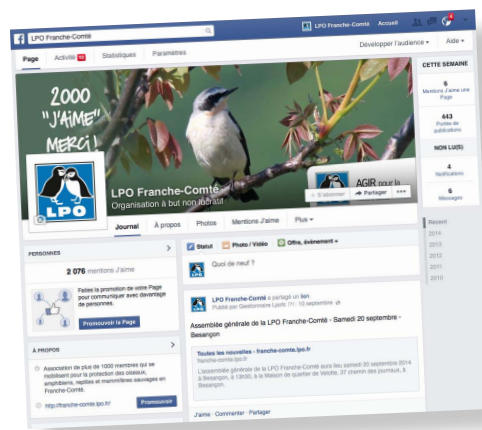 LPO Franche-Comté
LPO Franche-Comté Accueil
Page Activité Statistiques Paramètres Développer l'audience Aide
2000
"J'AiME"
MERCi !
LPO
LPO Franche-Comté
Organisation à but non lucratif
AGIR pour la
S'abonner Partager
Journal À propos Photos Mentions J'aime Plus
CETTE SEMAINE
6
Mentions J'aime une
Page
443
Portée de
publications
NON LU(S)
4
Notifications
6
Messages
Récent
2014
2013
2012
2011
2010
PERSONNES
2 076 mentions J'aime
Faites la promotion de votre Page
pour communiquer avec davantage
de personnes.
Promouvoir la Page
À PROPOS
Association de plus de 1000 membres qui se
mobilisent pour la protection des oiseaux,
amphibiens, reptiles et mammifères sauvages en
Franche-Comté.
http://franche-comte.lpo.fr/ Promouvoir
Statut Photo / Vidéo Offre, évènement
Quoi de neuf ?
LPO Franche-Comté a partagé un lien
Publié par Gestionnaire Lpofc 10 septembre
Assemblée générale de la LPO Franche-Comté - Samedi 20 septembre -
Besançon
Toutes les nouvelles - franche-comte.lpo.fr
franche-comte.lpo.fr
L'assemblée générale de la LPO Franche-Comté aura lieu samedi 20 septembre 2014
à Besançon, à 13h30, à la Maison de quartier de Velotte, 37 chemin des journaux, à
Besançon.
J'aime · Commenter · Partager